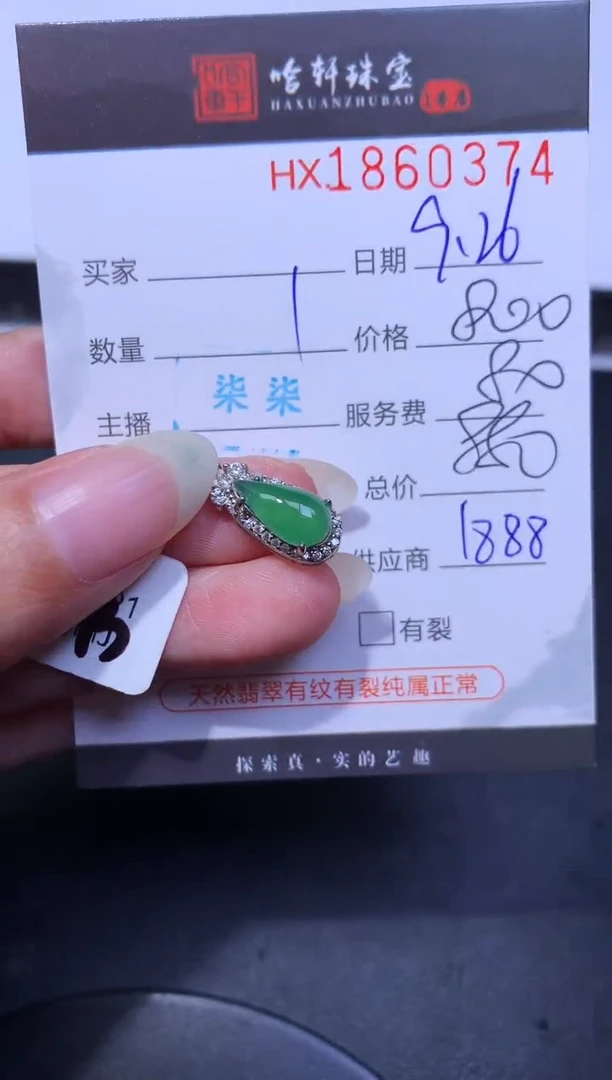 哈轩珠宝
HAXUANZHUBAO
HX1860374
买家 日期 9.26
数量 1 价格 800
主播 柒柒 服务费 80
总价
供应商 1888
有裂
天然翡翠有纹有裂纯属正常
探索真·实的艺趣